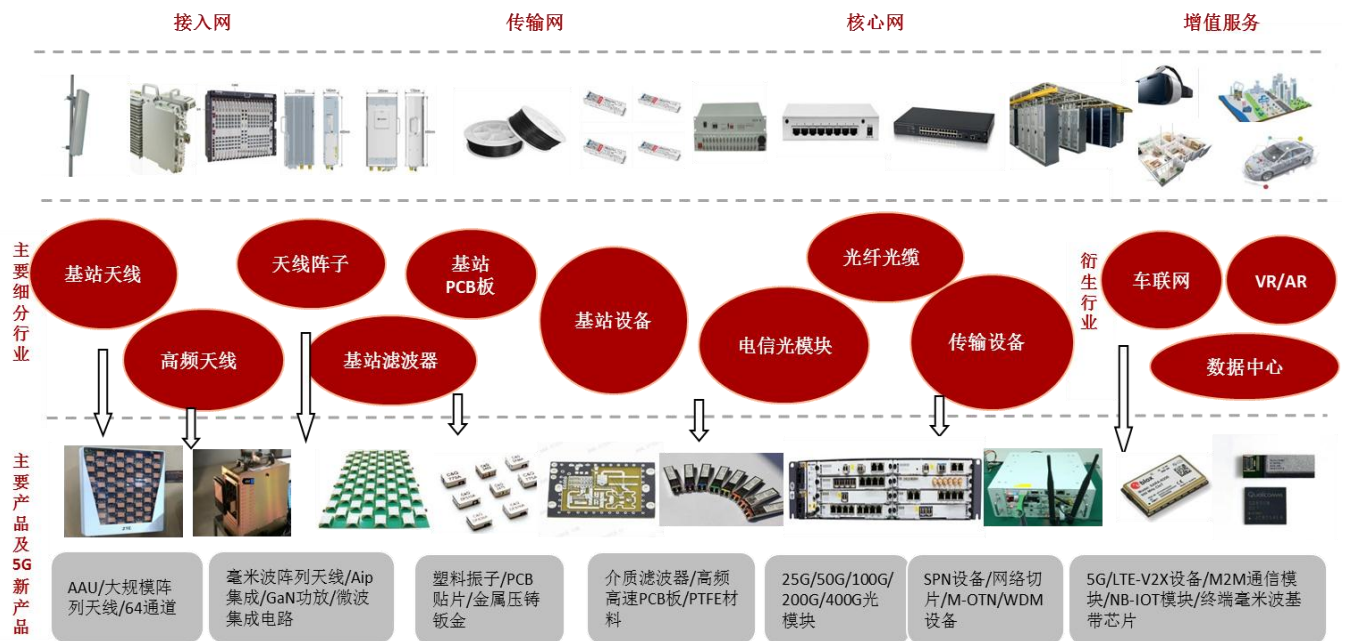 接入网
传输网
核心网
增值服务
主要细分行业
基站天线
高频天线
天线阵子
基站滤波器
基站
PCB板
基站设备
电信光模块
光纤光缆
传输设备
衍生行业
车联网
VR/AR
数据中心
主要产品及5G新产品
AAU/大规模阵
列天线/64通道
毫米波阵列天线/Aip
集成/GaN功放/微波
集成电路
塑料振子/PCB
贴片/金属压铸
钣金
介质滤波器/高频
高速PCB板/PTFE材
料
25G/50G/100G/
200G/400G光
模块
SPN设备/网络切
片/M-OTN/WDM
设备
5G/LTE-V2X设备/M2M通信模
块/NB-IOT模块/终端毫米波基
带芯片